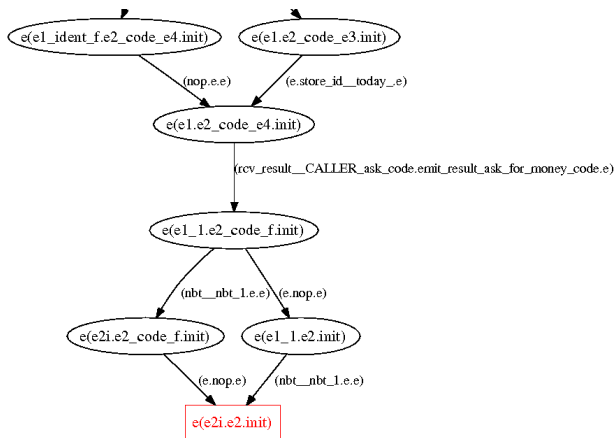 e(e1_ident_f.e2_code_e4.init)
e(e1.e2_code_e3.init)
(nop.e.e)
(e.store_id__today_.e)
e(e1.e2_code_e4.init)
(rcv_result__CALLER_ask_code.emit_result_ask_for_money_code.e)
e(e1_1.e2_code_f.init)
(nbt__nbt_1.e.e)
(e.nop.e)
e(e2i.e2_code_f.init)
e(e1_1.e2.init)
(e.nop.e)
(nbt__nbt_1.e.e)
e(e2i.e2.init)